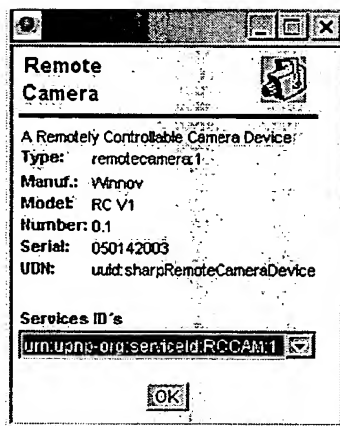 Remote
Camera
A Remotely Controllable Camera Device
Type: remotecamera:1
Manuf.: Winnov
Model: RC V1
Number: 0.1
Serial: 050142003
UDN: uuid:sharpRemoteCameraDevice
Services ID's
urn:upnp-org:serviceId:RCCAM:1
OK